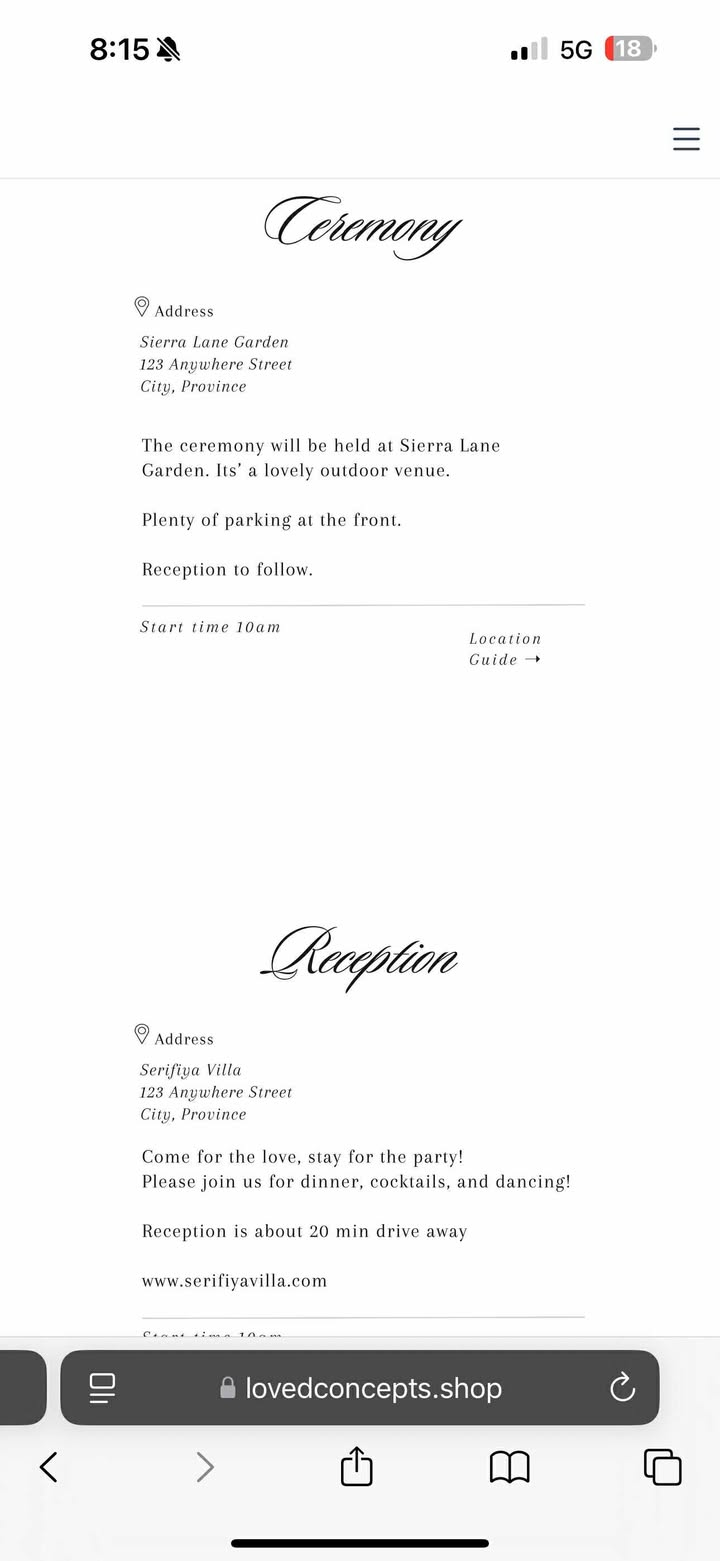 8:15
5G
18
Ceremony
Address
Sierra Lane Garden
123 Anywhere Street
City, Province
The ceremony will be held at Sierra Lane
Garden. Its’ a lovely outdoor venue.
Plenty of parking at the front.
Reception to follow.
Start time 10am
Location
Guide →
Reception
Address
Serifiya Villa
123 Anywhere Street
City, Province
Come for the love, stay for the party!
Please join us for dinner, cocktails, and dancing!
Reception is about 20 min drive away
www.serifiyavilla.com
Start time 10am
lovedconcepts.shop